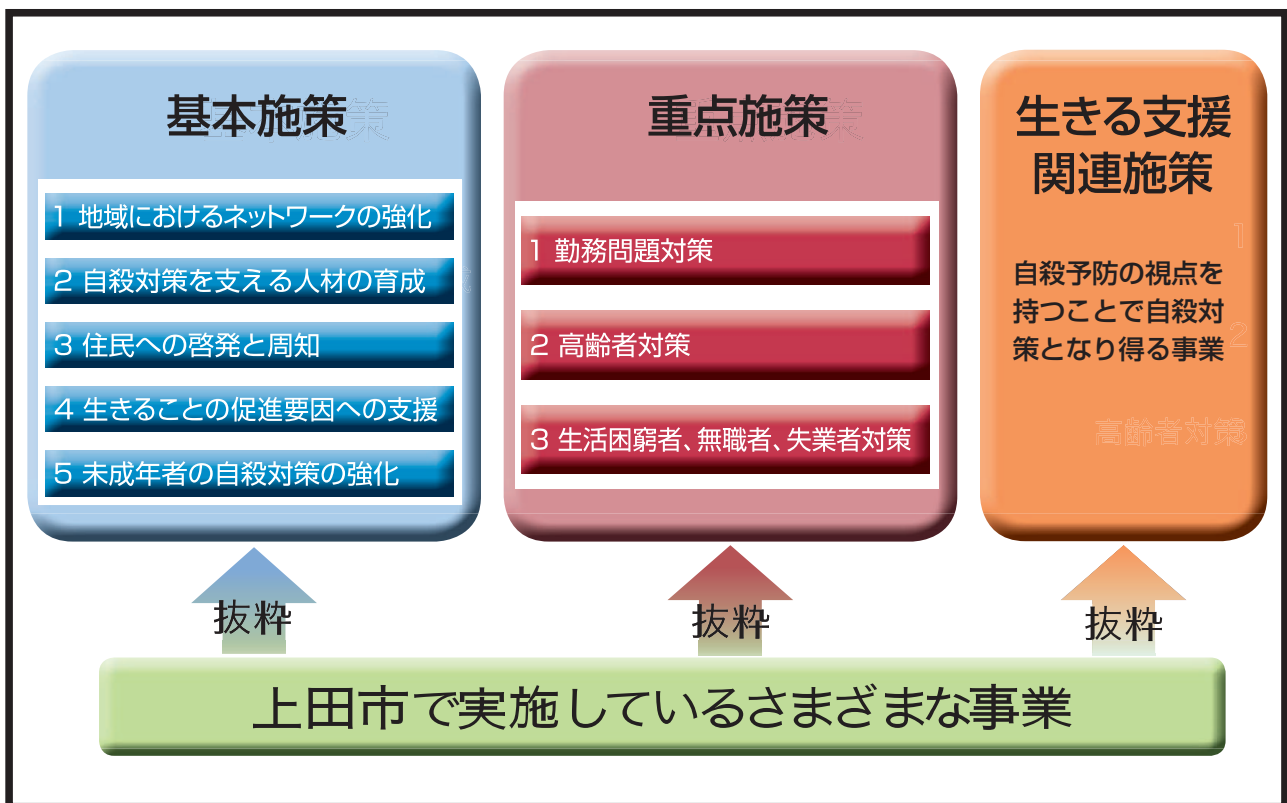 基本施策
1 地域におけるネットワークの強化
2 自殺対策を支える人材の育成
3 住民への啓発と周知
4 生きることの促進要因への支援
5 未成年者の自殺対策の強化
重点施策
1 勤務問題対策
2 高齢者対策
3 生活困窮者、無職者、失業者対策
生きる支援
関連施策
自殺予防の視点を
持つことで自殺対
策となり得る事業
1
2
高齢者対策
抜粋
抜粋
抜粋
上田市で実施しているさまざまな事業